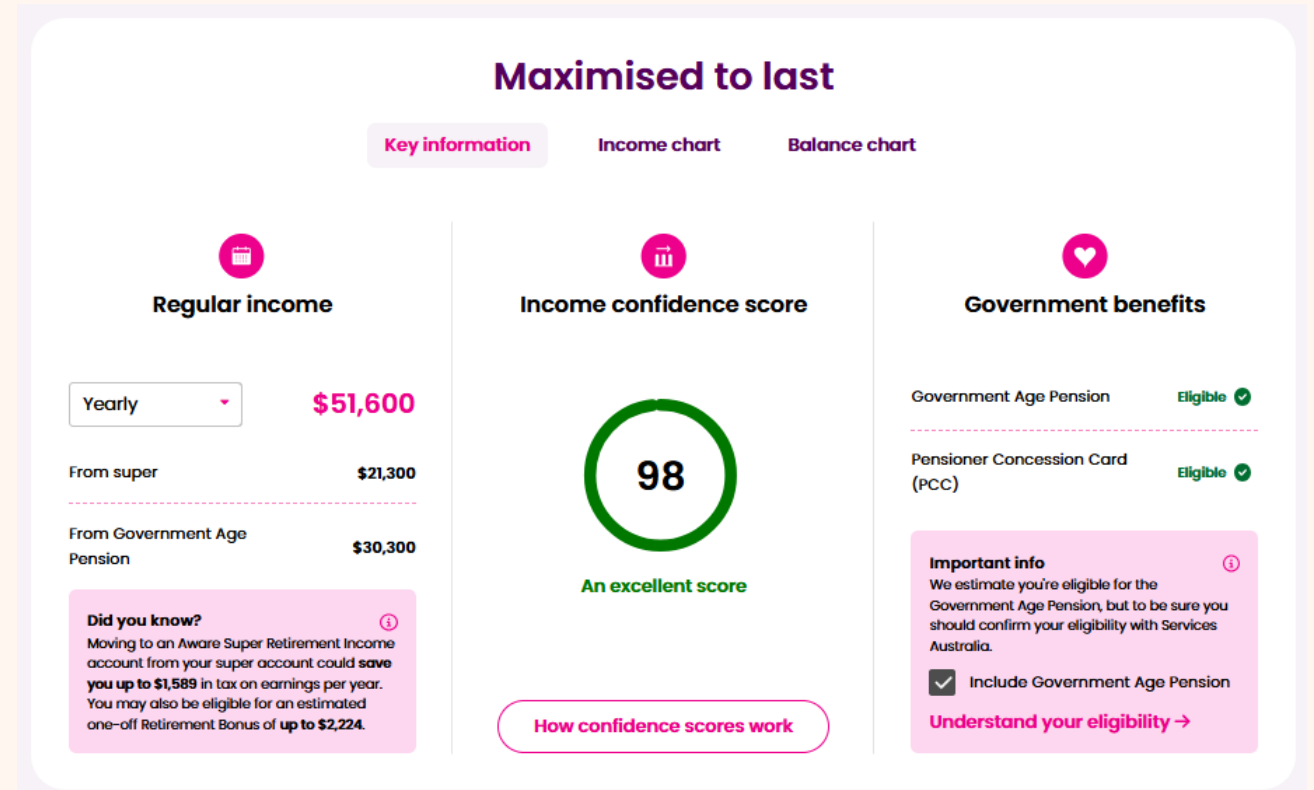 Maximised to last
Key information
Income chart
Balance chart
Regular income
Yearly
$51,600
From super
$21,300
From Government Age
Pension
$30,300
Did you know?
Moving to an Aware Super Retirement Income
account from your super account could save
you up to $1,589 in tax on earnings per year.
You may also be eligible for an estimated
one-off Retirement Bonus of up to $2,224.
Income confidence score
98
An excellent score
How confidence scores work
Government benefits
Government Age Pension
Eligible
Pensioner Concession Card
(PCC)
Eligible
Important info
We estimate you're eligible for the
Government Age Pension, but to be sure you
should confirm your eligibility with Services
Australia.
Include Government Age Pension
Understand your eligibility →